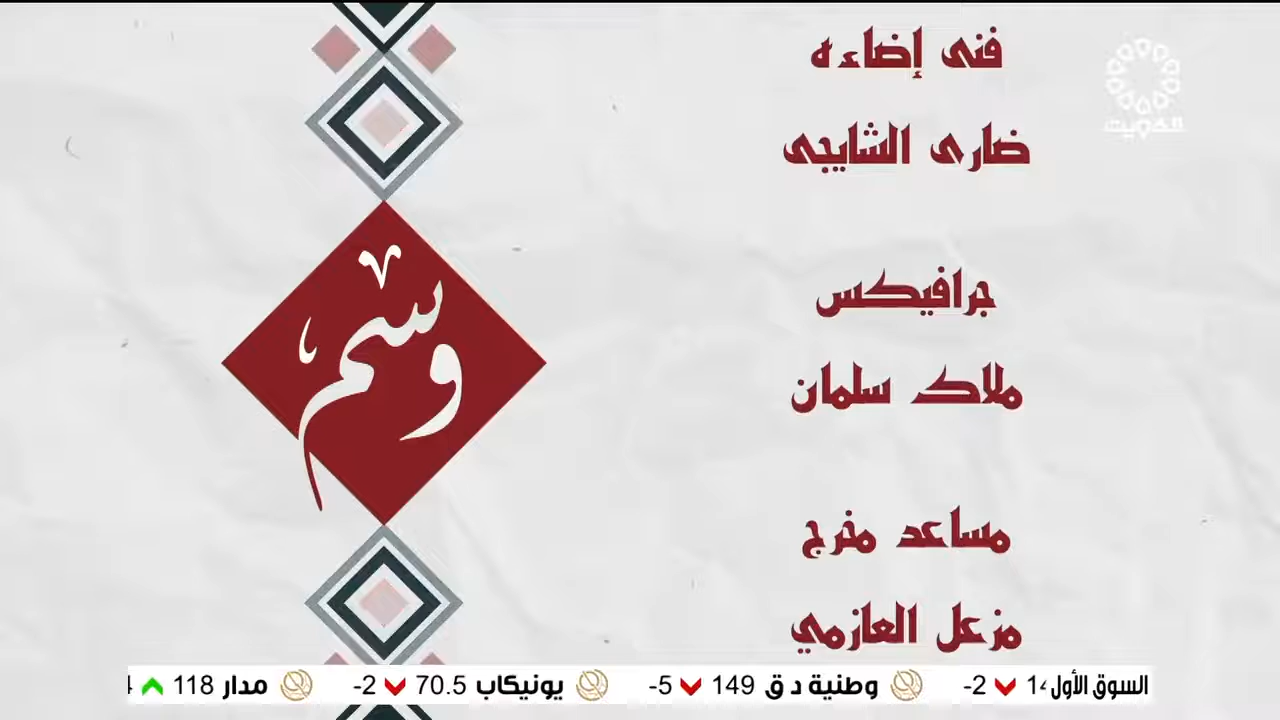 فنى إضاءه
الكويت
ضارى الشايجى
جرافيكس
ملاك سلمان
وسم
مساعد مخرج
مزعل العازمي
السوق الأول 2- وطنية د ق 149 5- يونيكاب 70.5 2- مدار 118